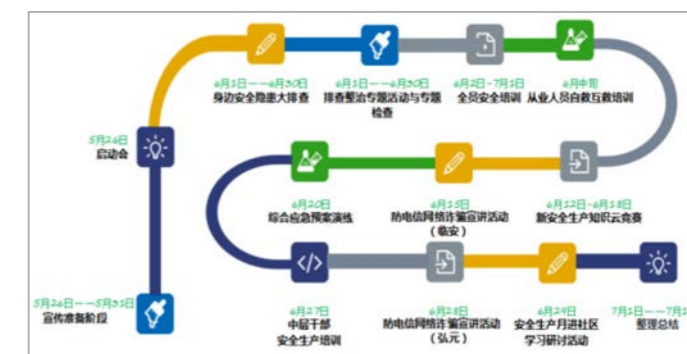 6月1日——6月30日
身边安全隐患大排查
6月1日——6月30日
排查整治专题活动与专题
检查
6月2日-7月1日
全员安全培训
6月中旬
从业人员自救互救培训
5月26日
启动会
6月20日
综合应急预案演练
6月15日
防电信网络诈骗宣讲活动
（临安）
6月12日-6月18日
新安全生产知识云竞赛
5月26日——5月31日
宣传准备阶段
6月27日
中层干部
安全生产培训
6月28日
防电信网络诈骗宣讲活动
（弘元）
6月29日
安全生产月进社区
学习研讨活动
7月1日——7月
整理总结